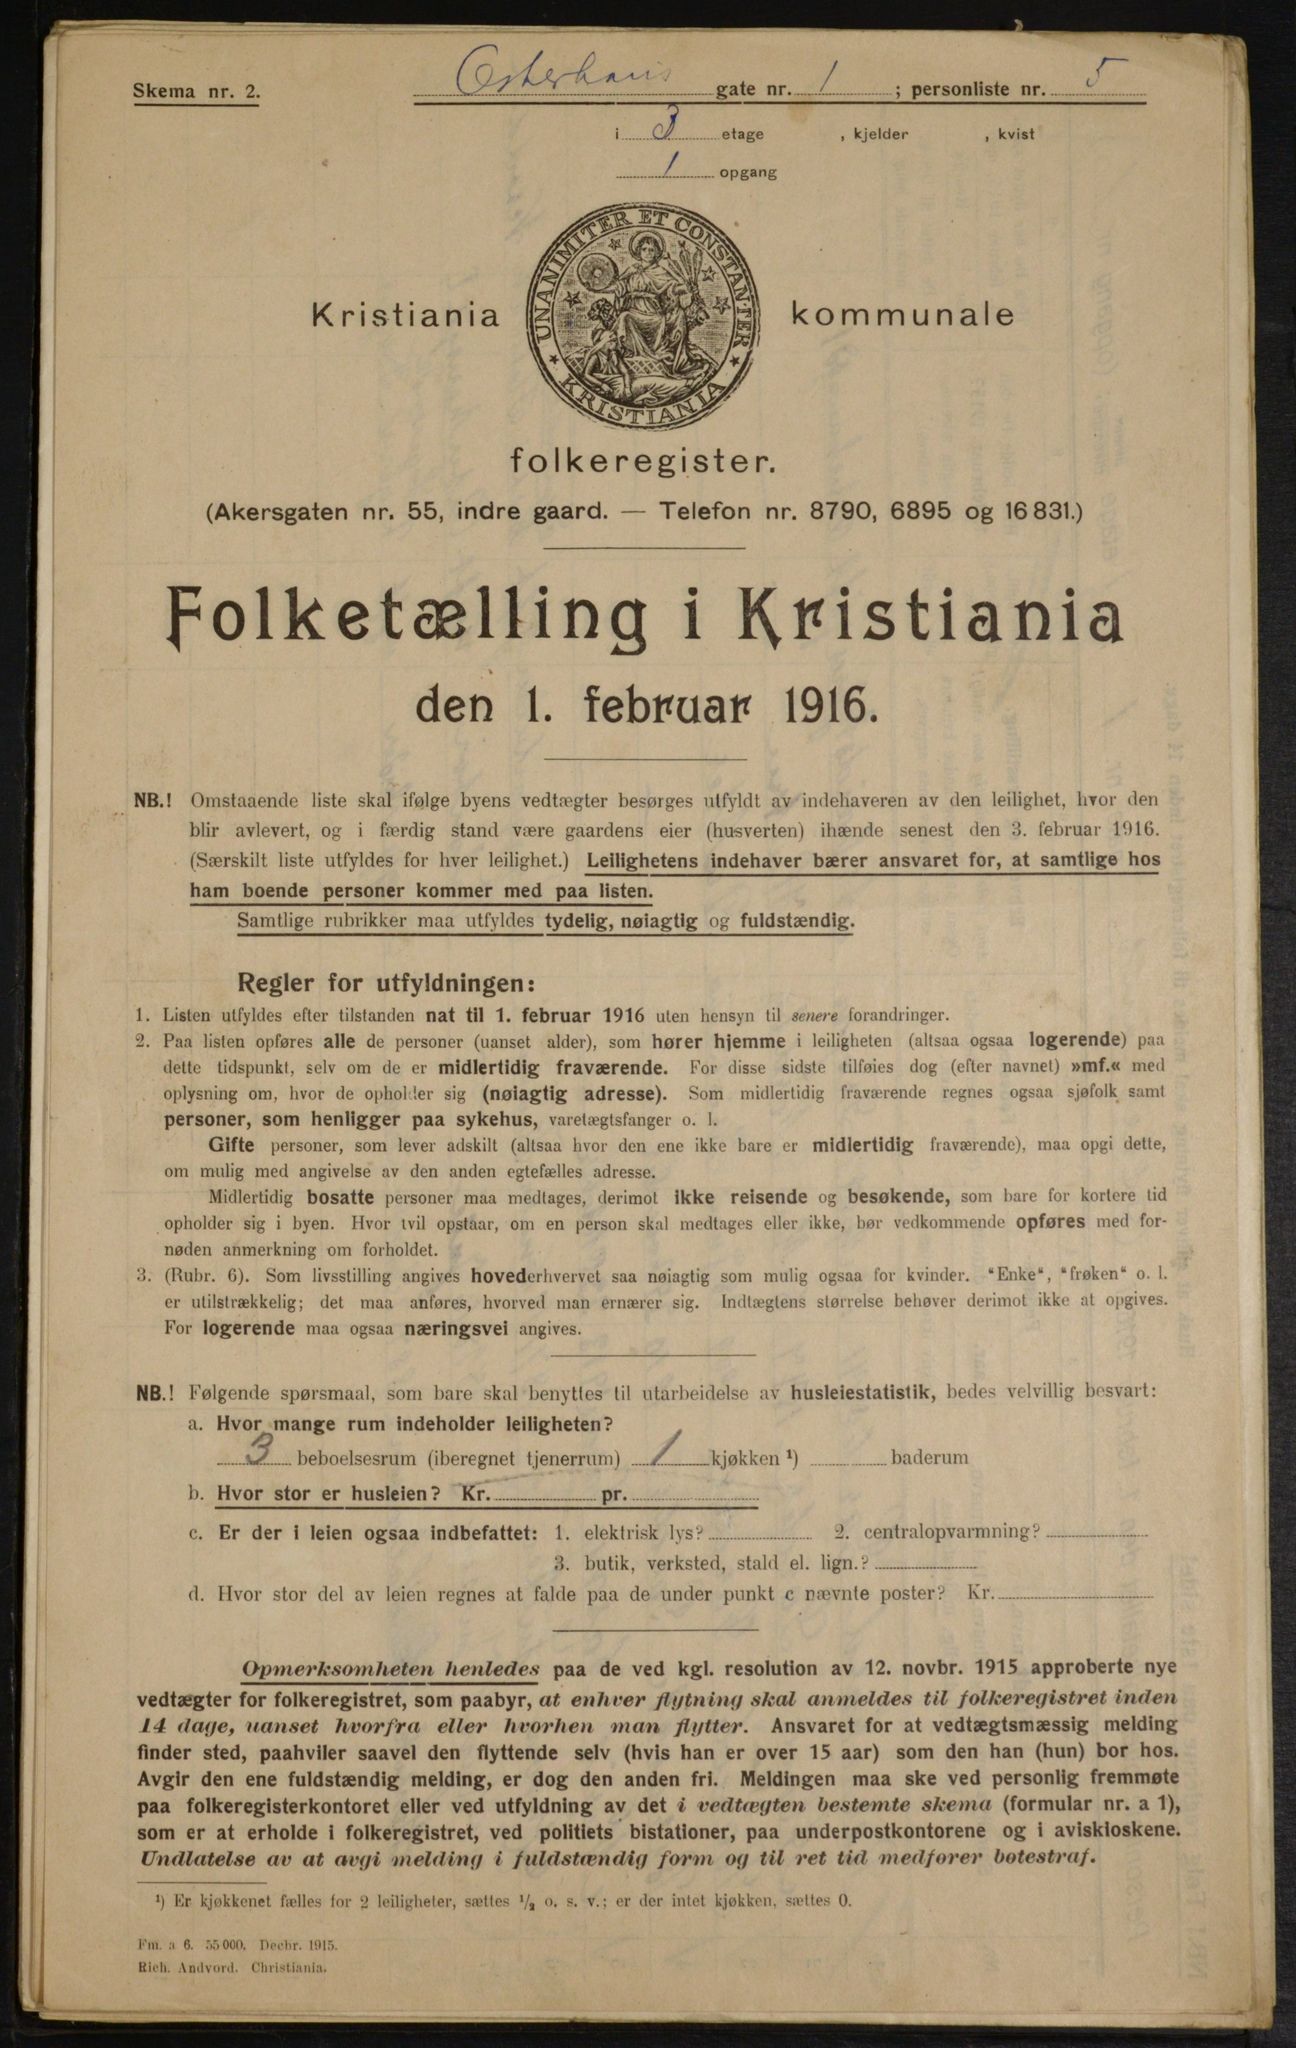 Skema nr. 2.
Osterhaus gate nr. 1 ; personliste nr. 5
i 3 etage , kjelder , kvist
1 opgang
UNANIMITER ET CONSTANTER
KRISTIANIA
Kristiania kommunale
folkeregister.
(Akersgaten nr. 55, indre gaard. — Telefon nr. 8790, 6895 og 16 831.)
Folketælling i Kristiania
den 1. februar 1916.
NB.! Omstaaende liste skal ifølge byens vedtægter besørges utfyldt av indehaveren av den leilighet, hvor den
blir avlevert, og i færdig stand være gaardens eier (husverten) ihænde senest den 3. februar 1916.
(Særskilt liste utfyldes for hver leilighet.) Leilighetens indehaver bærer ansvaret for, at samtlige hos
ham boende personer kommer med paa listen.
Samtlige rubrikker maa utfyldes tydelig, nøiagtig og fuldstændig.
Regler for utfyldningen:
1. Listen utfyldes efter tilstanden nat til 1. februar 1916 uten hensyn til senere forandringer.
2. Paa listen opføres alle de personer (uanset alder), som hører hjemme i leiligheten (altsaa ogsaa logerende) paa
dette tidspunkt, selv om de er midlertidig fraværende. For disse sidste tilføies dog (efter navnet) »mf.« med
oplysning om, hvor de opholder sig (nøiagtig adresse). Som midlertidig fraværende regnes ogsaa sjøfolk samt
personer, som henligger paa sykehus, varetægtsfanger o. l.
Gifte personer, som lever adskilt (altsaa hvor den ene ikke bare er midlertidig fraværende), maa opgi dette,
om mulig med angivelse av den anden egtefælles adresse.
Midlertidig bosatte personer maa medtages, derimot ikke reisende og besøkende, som bare for kortere tid
opholder sig i byen. Hvor tvil opstaar, om en person skal medtages eller ikke, bør vedkommende opføres med for-
nøden anmerkning om forholdet.
3. (Rubr. 6). Som livsstilling angives hovederhvervet saa nøiagtig som mulig ogsaa for kvinder. "Enke", "frøken" o. l.
er utilstrækkelig; det maa anføres, hvorved man ernærer sig. Indtægtens størrelse behøver derimot ikke at opgives.
For logerende maa ogsaa næringsvei angives.
NB.! Følgende spørsmaal, som bare skal benyttes til utarbeidelse av husleiestatistik, bedes velvillig besvart:
a. Hvor mange rum indeholder leiligheten?
3 beboelsesrum (iberegnet tjenerrum) 1 kjøkken ¹) baderum
b. Hvor stor er husleien? Kr. pr.
c. Er der i leien ogsaa indbefattet: 1. elektrisk lys? 2. centralopvarmning?
3. butik, verksted, stald el. lign.?
d. Hvor stor del av leien regnes at falde paa de under punkt c nævnte poster? Kr.
Opmerksomheten henledes paa de ved kgl. resolution av 12. novbr. 1915 approberte nye
vedtægter for folkeregistret, som paabyr, at enhver flytning skal anmeldes til folkeregistret inden
14 dage, uanset hvorfra eller hvorhen man flytter. Ansvaret for at vedtægtsmæssig melding
finder sted, paahviler saavel den flyttende selv (hvis han er over 15 aar) som den han (hun) bor hos.
Avgir den ene fuldstændig melding, er dog den anden fri. Meldingen maa ske ved personlig fremmøte
paa folkeregisterkontoret eller ved utfyldning av det i vedtægten bestemte skema (formular nr. a 1),
som er at erholde i folkeregistret, ved politiets bistationer, paa underpostkontorene og i aviskioskene.
Undlatelse av at avgi melding i fuldstændig form og til ret tid medfører bøtestraf.
¹) Er kjøkkenet fælles for 2 leiligheter, sættes ½ o. s. v.; er der intet kjøkken, sættes 0.
Fm. a 6. 55 000. Decbr. 1915.
Rich. Andvord. Christiania.